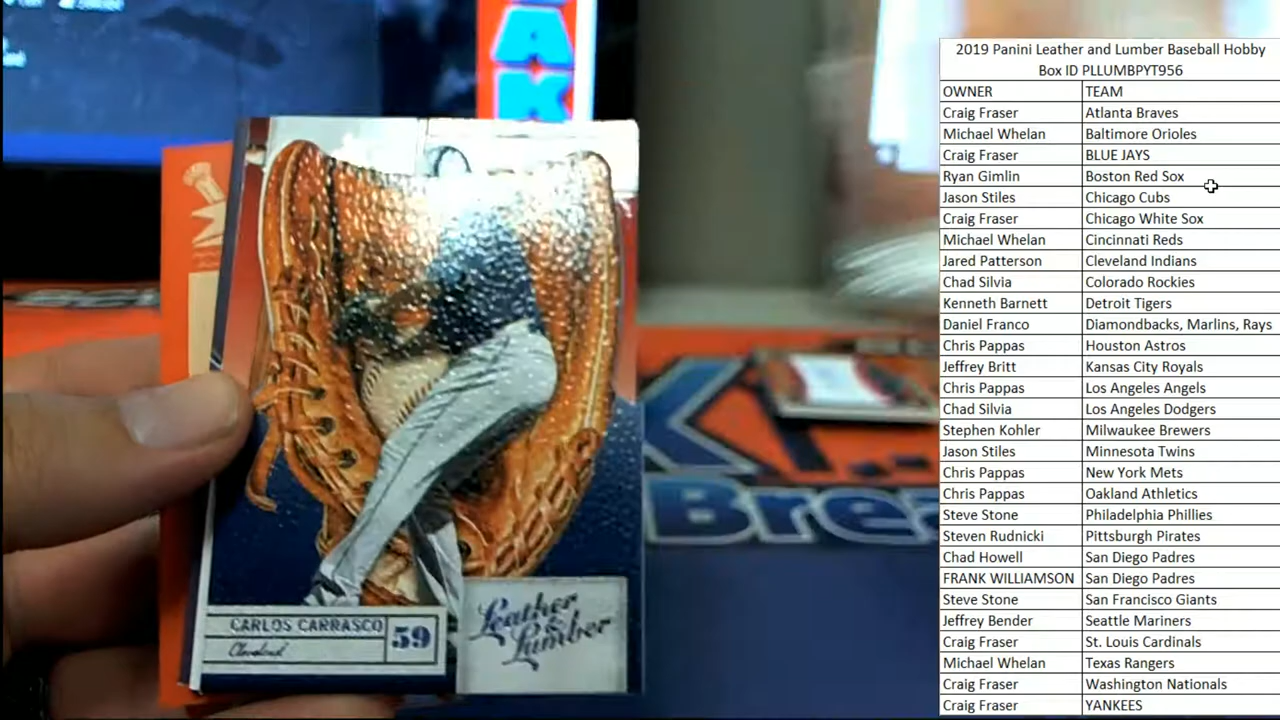 AK
CARLOS CARRASCO
59
Cleveland
Leather & Lumber
Brea
2019 Panini Leather and Lumber Baseball Hobby
Box ID PLLUMBPYT956
OWNER TEAM
Craig Fraser Atlanta Braves
Michael Whelan Baltimore Orioles
Craig Fraser BLUE JAYS
Ryan Gimlin Boston Red Sox
Jason Stiles Chicago Cubs
Craig Fraser Chicago White Sox
Michael Whelan Cincinnati Reds
Jared Patterson Cleveland Indians
Chad Silvia Colorado Rockies
Kenneth Barnett Detroit Tigers
Daniel Franco Diamondbacks, Marlins, Rays
Chris Pappas Houston Astros
Jeffrey Britt Kansas City Royals
Chris Pappas Los Angeles Angels
Chad Silvia Los Angeles Dodgers
Stephen Kohler Milwaukee Brewers
Jason Stiles Minnesota Twins
Chris Pappas New York Mets
Chris Pappas Oakland Athletics
Steve Stone Philadelphia Phillies
Steven Rudnicki Pittsburgh Pirates
Chad Howell San Diego Padres
FRANK WILLIAMSON San Diego Padres
Steve Stone San Francisco Giants
Jeffrey Bender Seattle Mariners
Craig Fraser St. Louis Cardinals
Michael Whelan Texas Rangers
Craig Fraser Washington Nationals
Craig Fraser YANKEES